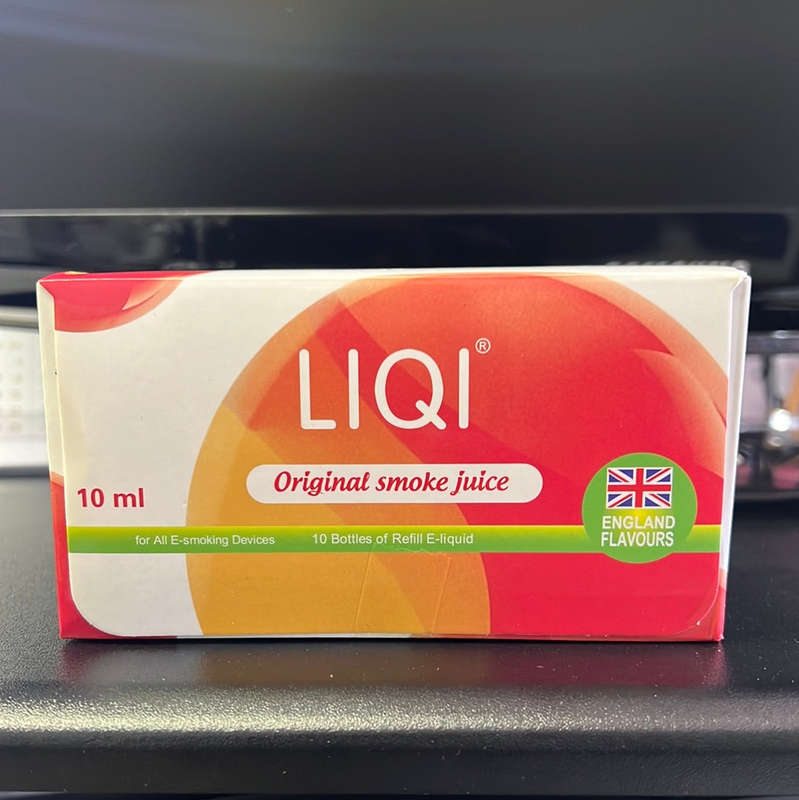 LIQI®
Original smoke juice
10 ml
ENGLAND
FLAVOURS
for All E-smoking Devices
10 Bottles of Refill E-liquid